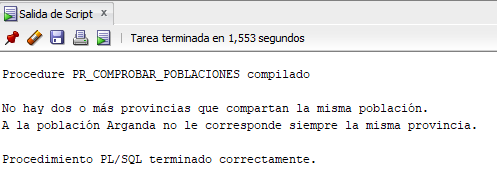 Salida de Script x
Tarea terminada en 1,553 segundos
Procedure PR_COMPROBAR_POBLACIONES compilado
No hay dos o más provincias que compartan la misma población.
A la población Arganda no le corresponde siempre la misma provincia.
Procedimiento PL/SQL terminado correctamente.